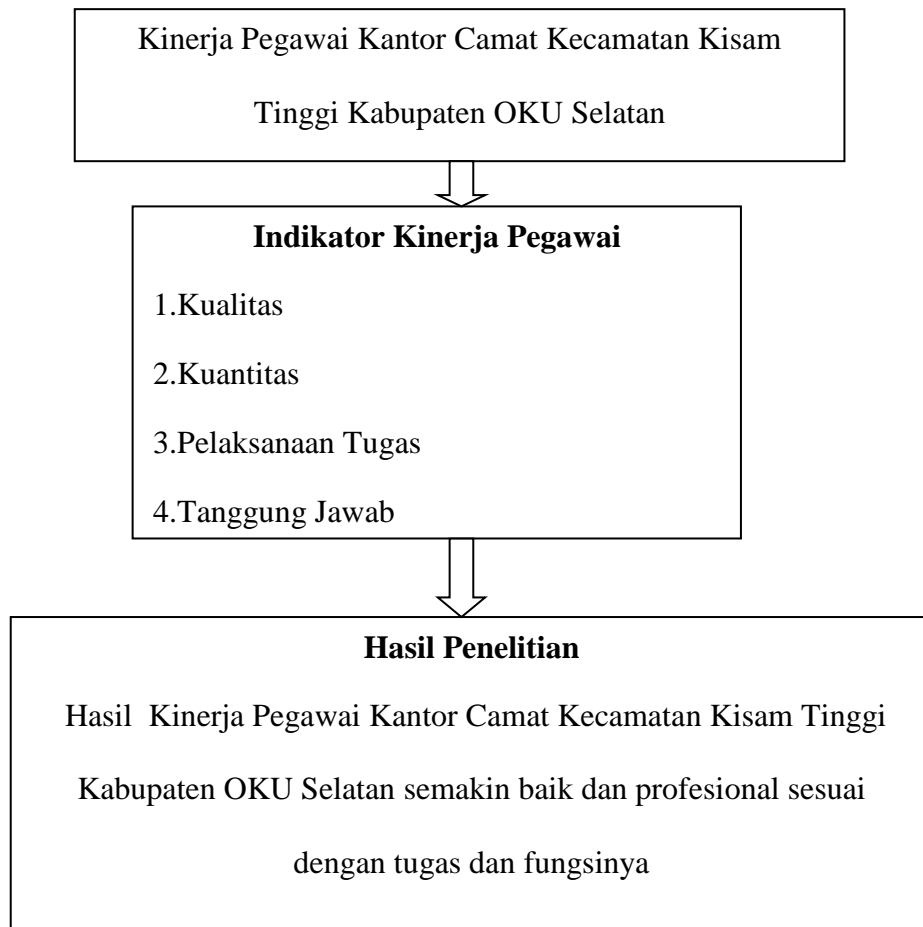 Kinerja Pegawai Kantor Camat Kecamatan Kisam
Tinggi Kabupaten OKU Selatan
Indikator Kinerja Pegawai
1.Kualitas
2.Kuantitas
3.Pelaksanaan Tugas
4.Tanggung Jawab
Hasil Penelitian
Hasil Kinerja Pegawai Kantor Camat Kecamatan Kisam Tinggi
Kabupaten OKU Selatan semakin baik dan profesional sesuai
dengan tugas dan fungsinya